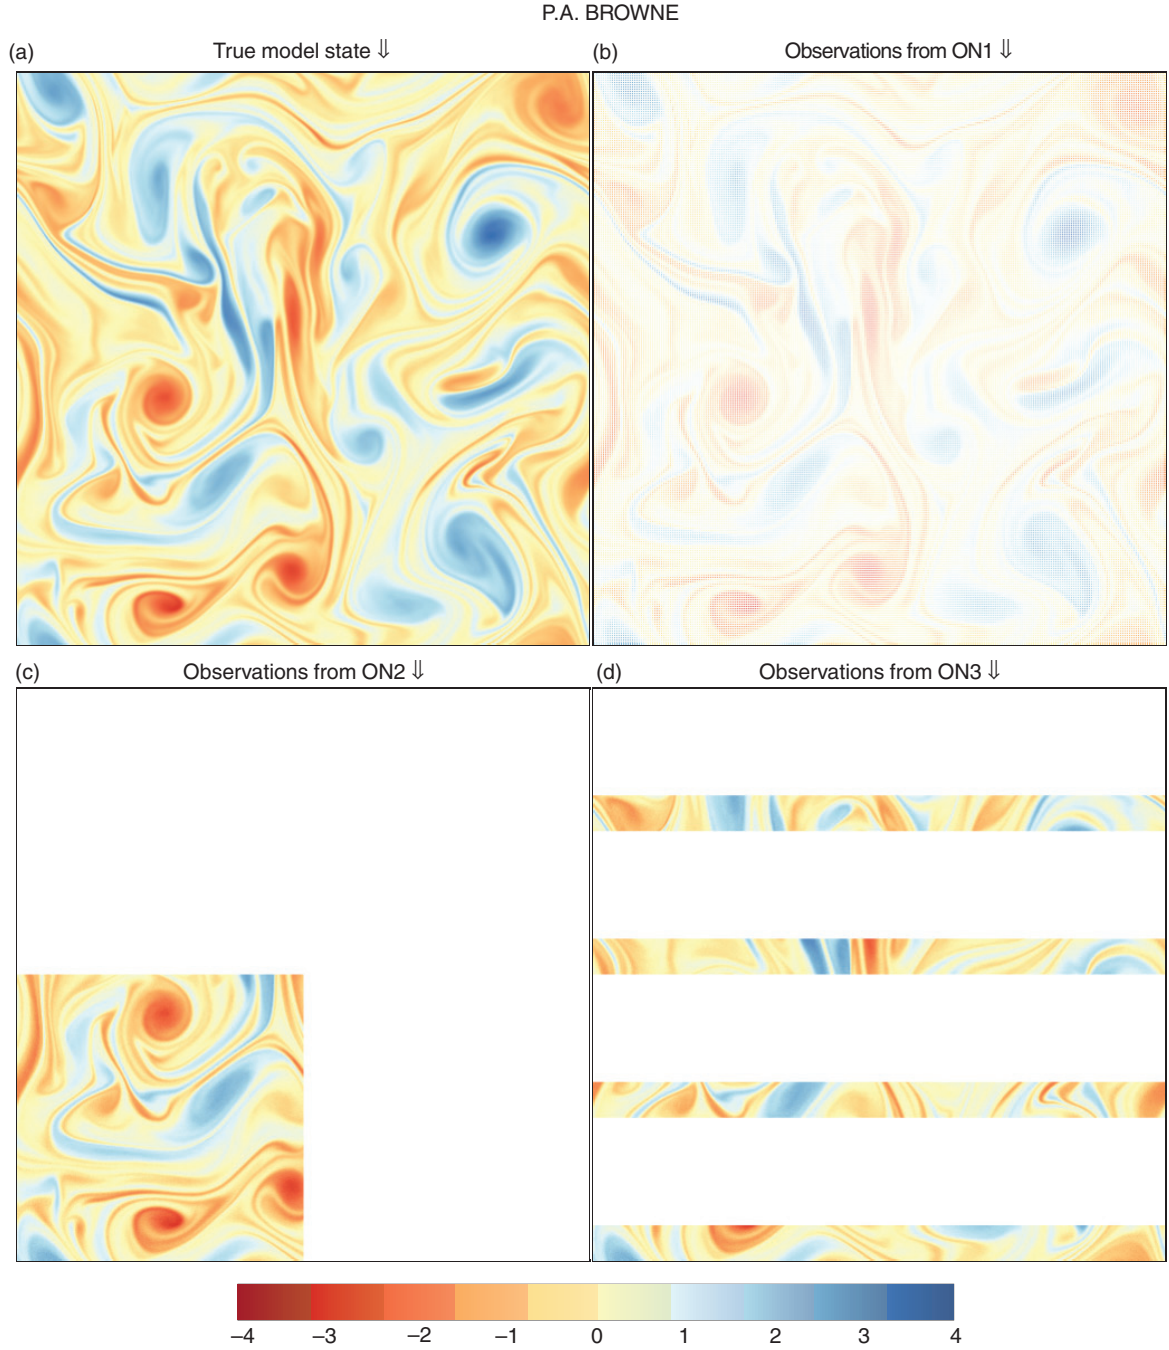 P.A. BROWNE
(a) True model state ⇓
(b) Observations from ON1 ⇓
(c) Observations from ON2 ⇓
(d) Observations from ON3 ⇓
−4 −3 −2 −1 0 1 2 3 4